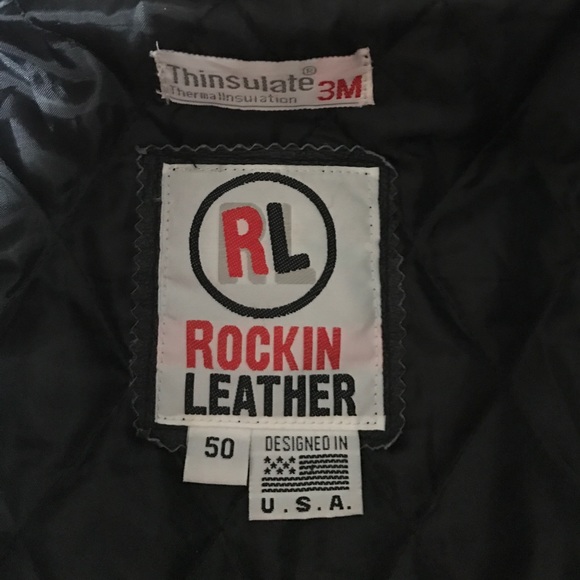 Thinsulate® 3M
Thermal Insulation
RL
ROCKIN
LEATHER
50
DESIGNED IN
U.S.A.